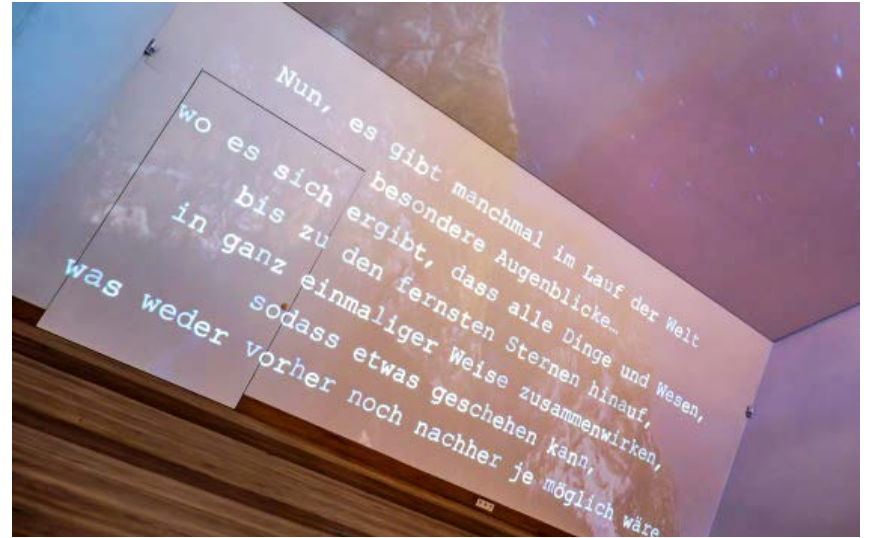 Nun, es gibt manchmal im Lauf der Welt
besondere Augenblicke…
wo es sich ergibt, dass alle Dinge und Wesen,
bis zu den fernsten Sternen hinauf,
in ganz einmaliger Weise zusammenwirken,
sodass etwas geschehen kann,
was weder vorher noch nachher je möglich wäre